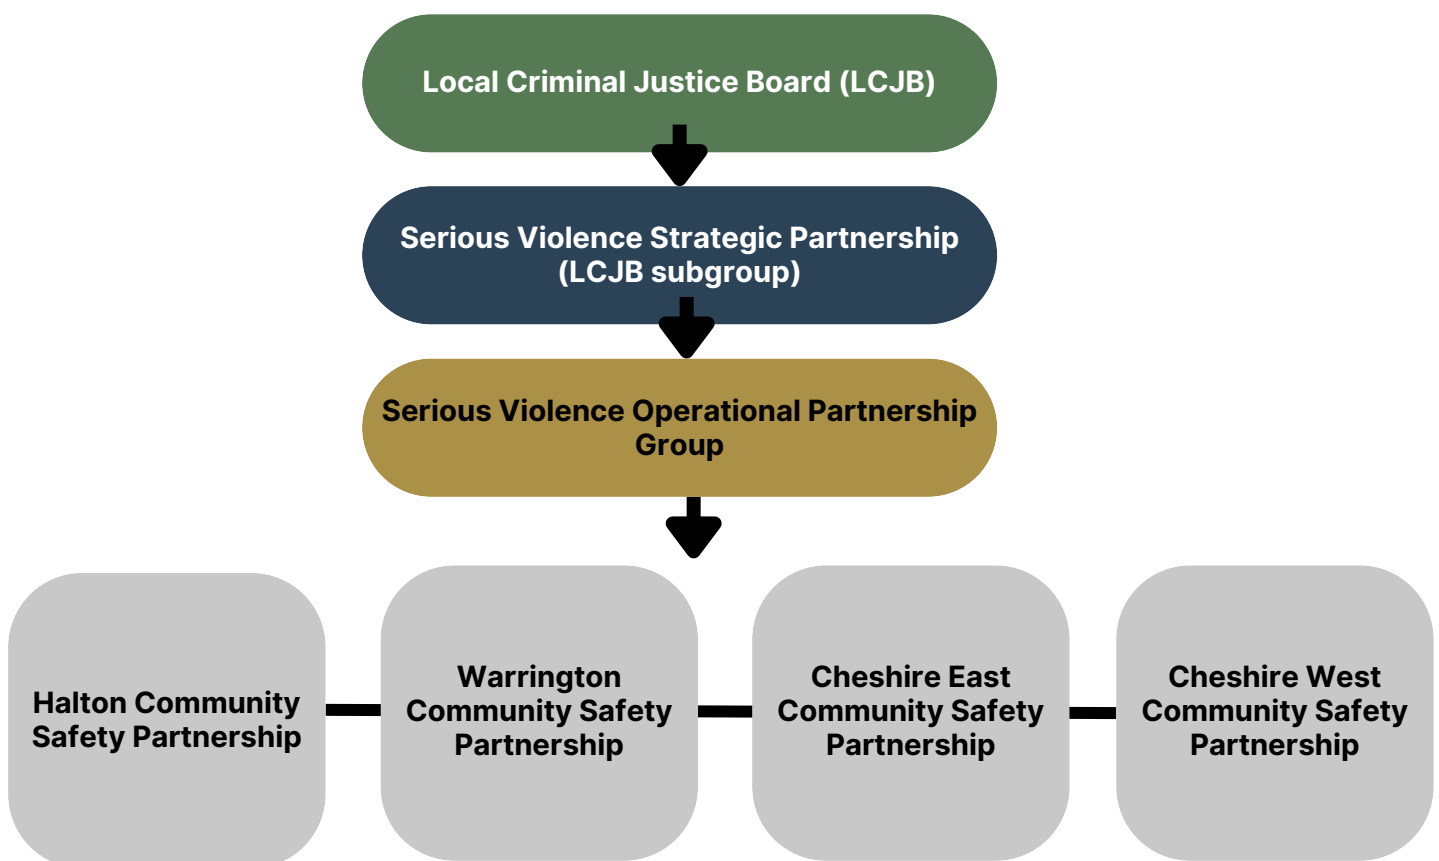 Local Criminal Justice Board (LCJB)
Serious Violence Strategic Partnership
(LCJB subgroup)
Serious Violence Operational Partnership
Group
Halton Community
Safety Partnership
Warrington
Community Safety
Partnership
Cheshire East
Community Safety
Partnership
Cheshire West
Community Safety
Partnership